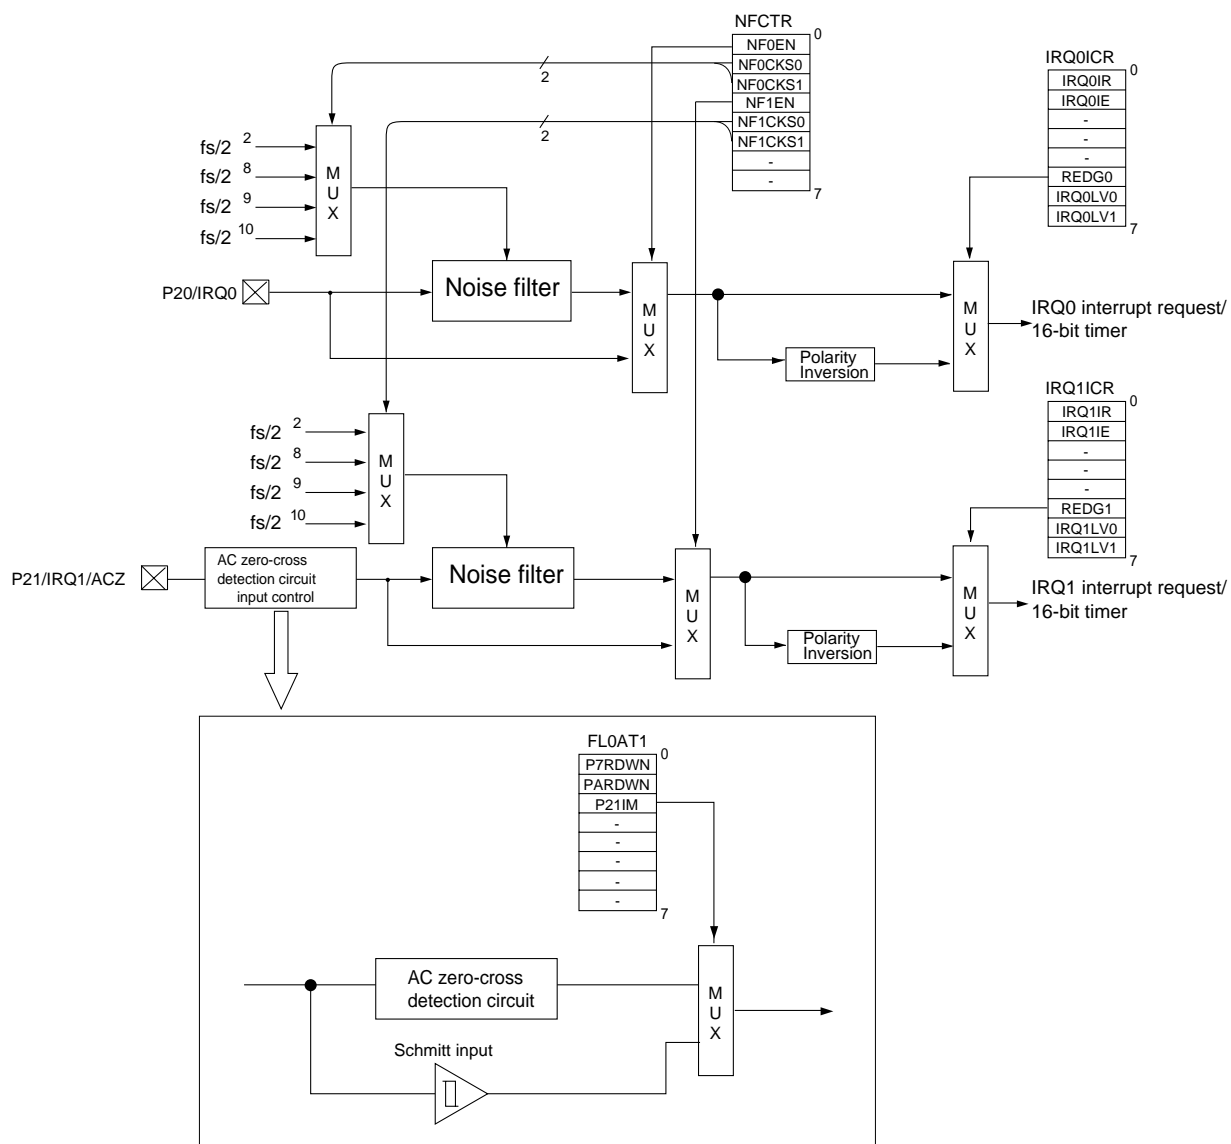 NFCTR
0
NF0EN
NF0CKS0
NF0CKS1
NF1EN
NF1CKS0
NF1CKS1
-
-
7
2
2
IRQ0ICR
0
IRQ0IR
IRQ0IE
-
-
-
REDG0
IRQ0LV0
IRQ0LV1
7
fs/2 2
fs/2 8
fs/2 9
fs/2 10
MUX
P20/IRQ0
Noise filter
MUX
Polarity
Inversion
MUX
IRQ0 interrupt request/
16-bit timer
IRQ1ICR
0
IRQ1IR
IRQ1IE
-
-
-
REDG1
IRQ1LV0
IRQ1LV1
7
fs/2 2
fs/2 8
fs/2 9
fs/2 10
MUX
P21/IRQ1/ACZ
AC zero-cross
detection circuit
input control
Noise filter
MUX
Polarity
Inversion
MUX
IRQ1 interrupt request/
16-bit timer
FL0AT1
0
P7RDWN
PARDWN
P21IM
-
-
-
-
-
7
AC zero-cross
detection circuit
MUX
Schmitt input